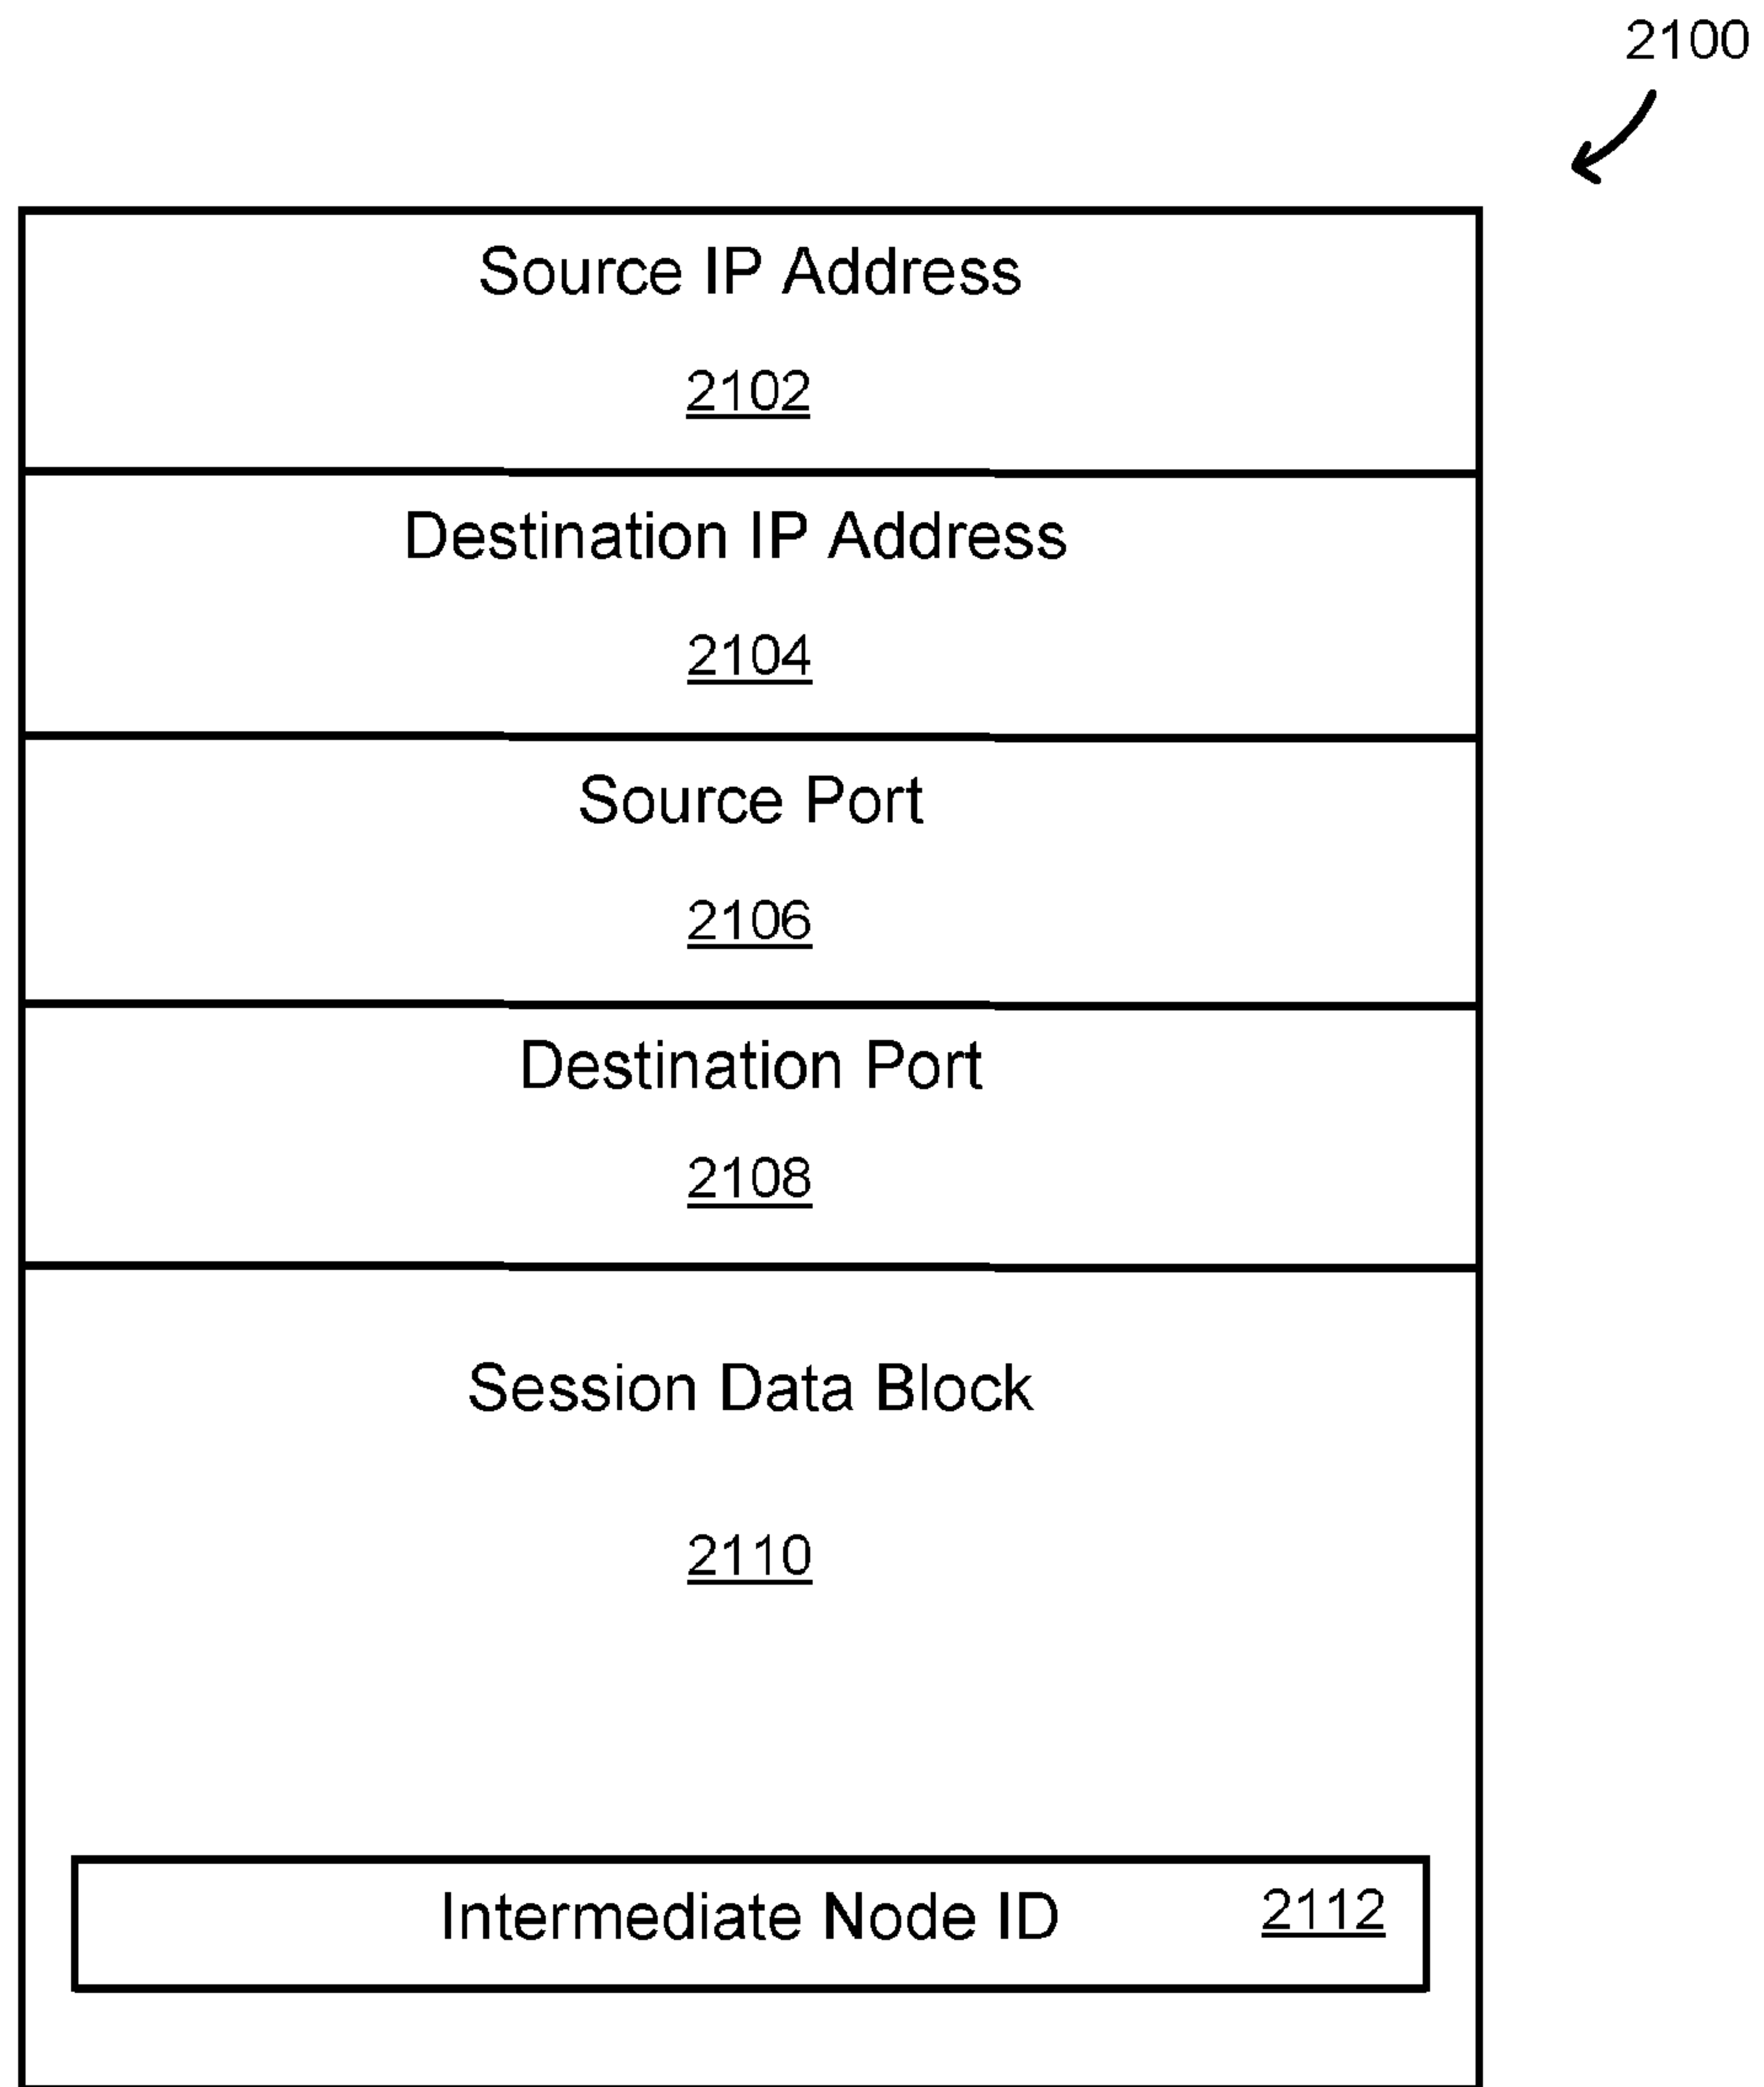 2100
Source IP Address
2102
Destination IP Address
2104
Source Port
2106
Destination Port
2108
Session Data Block
2110
Intermediate Node ID 2112